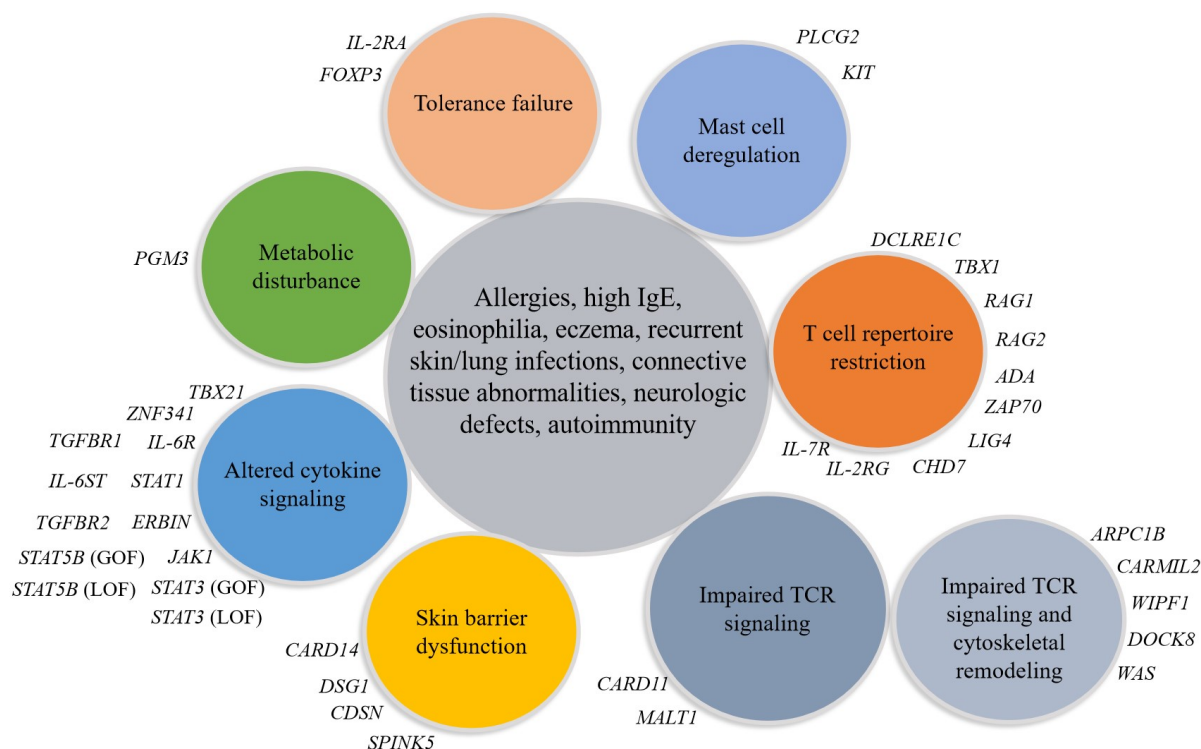 IL-2RA
FOXP3
Tolerance failure
PLCG2
KIT
Mast cell
deregulation
PGM3
Metabolic
disturbance
Allergies, high IgE,
eosinophilia, eczema, recurrent
skin/lung infections, connective
tissue abnormalities, neurologic
defects, autoimmunity
DCLRE1C
TBX1
RAG1
RAG2
ADA
ZAP70
LIG4
CHD7
IL-2RG
IL-7R
T cell repertoire
restriction
TBX21
ZNF341
TGFBR1 IL-6R
IL-6ST STAT1
TGFBR2 ERBIN
STAT5B (GOF) JAK1
STAT5B (LOF) STAT3 (GOF)
STAT3 (LOF)
Altered cytokine
signaling
Skin barrier
dysfunction
CARD14
DSG1
CDSN
SPINK5
Impaired TCR
signaling
CARD11
MALT1
Impaired TCR
signaling and
cytoskeletal
remodeling
ARPC1B
CARMIL2
WIPF1
DOCK8
WAS